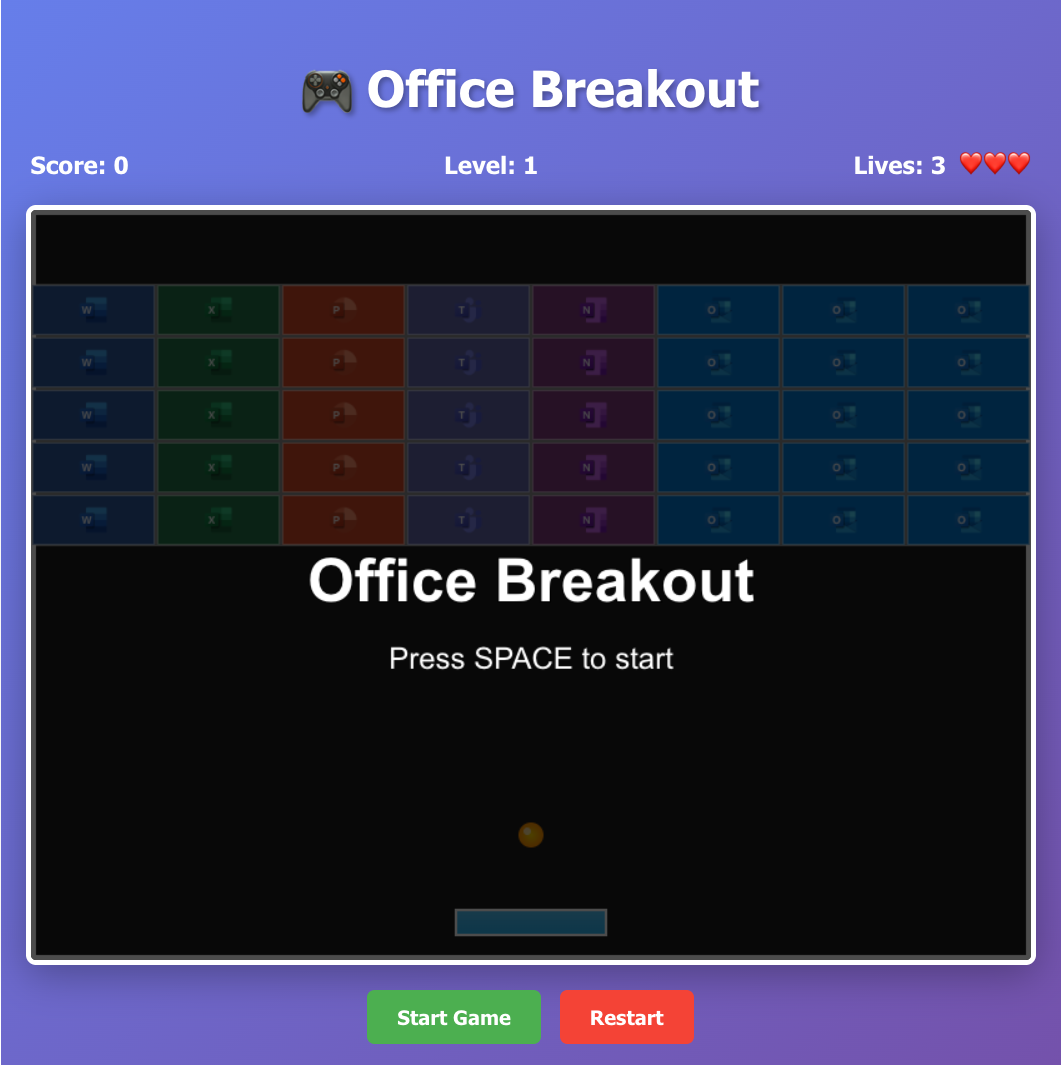 🎮 Office Breakout
Score: 0 Level: 1 Lives: 3 ❤️❤️❤️
W X P T N O O O
W X P T N O O O
W X P T N O O O
W X P T N O O O
W X P T N O O O
Office Breakout
Press SPACE to start
Start Game Restart